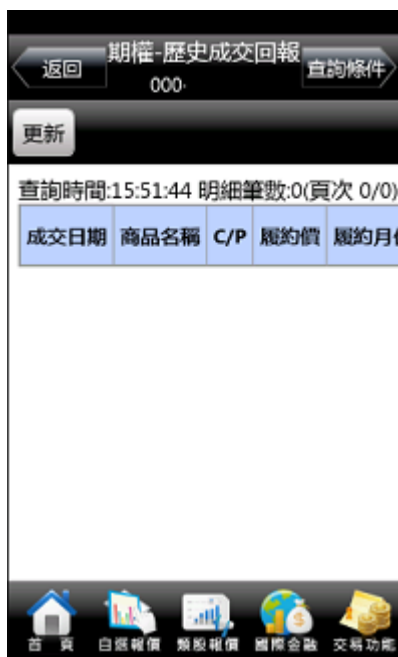 返回
期權-歷史成交回報
000-
查詢條件
更新
查詢時間:15:51:44 明細筆數:0(頁次 0/0)
成交日期 商品名稱 C/P 履約價 履約月
首頁 自選報價 類股報價 國際金融 交易功能